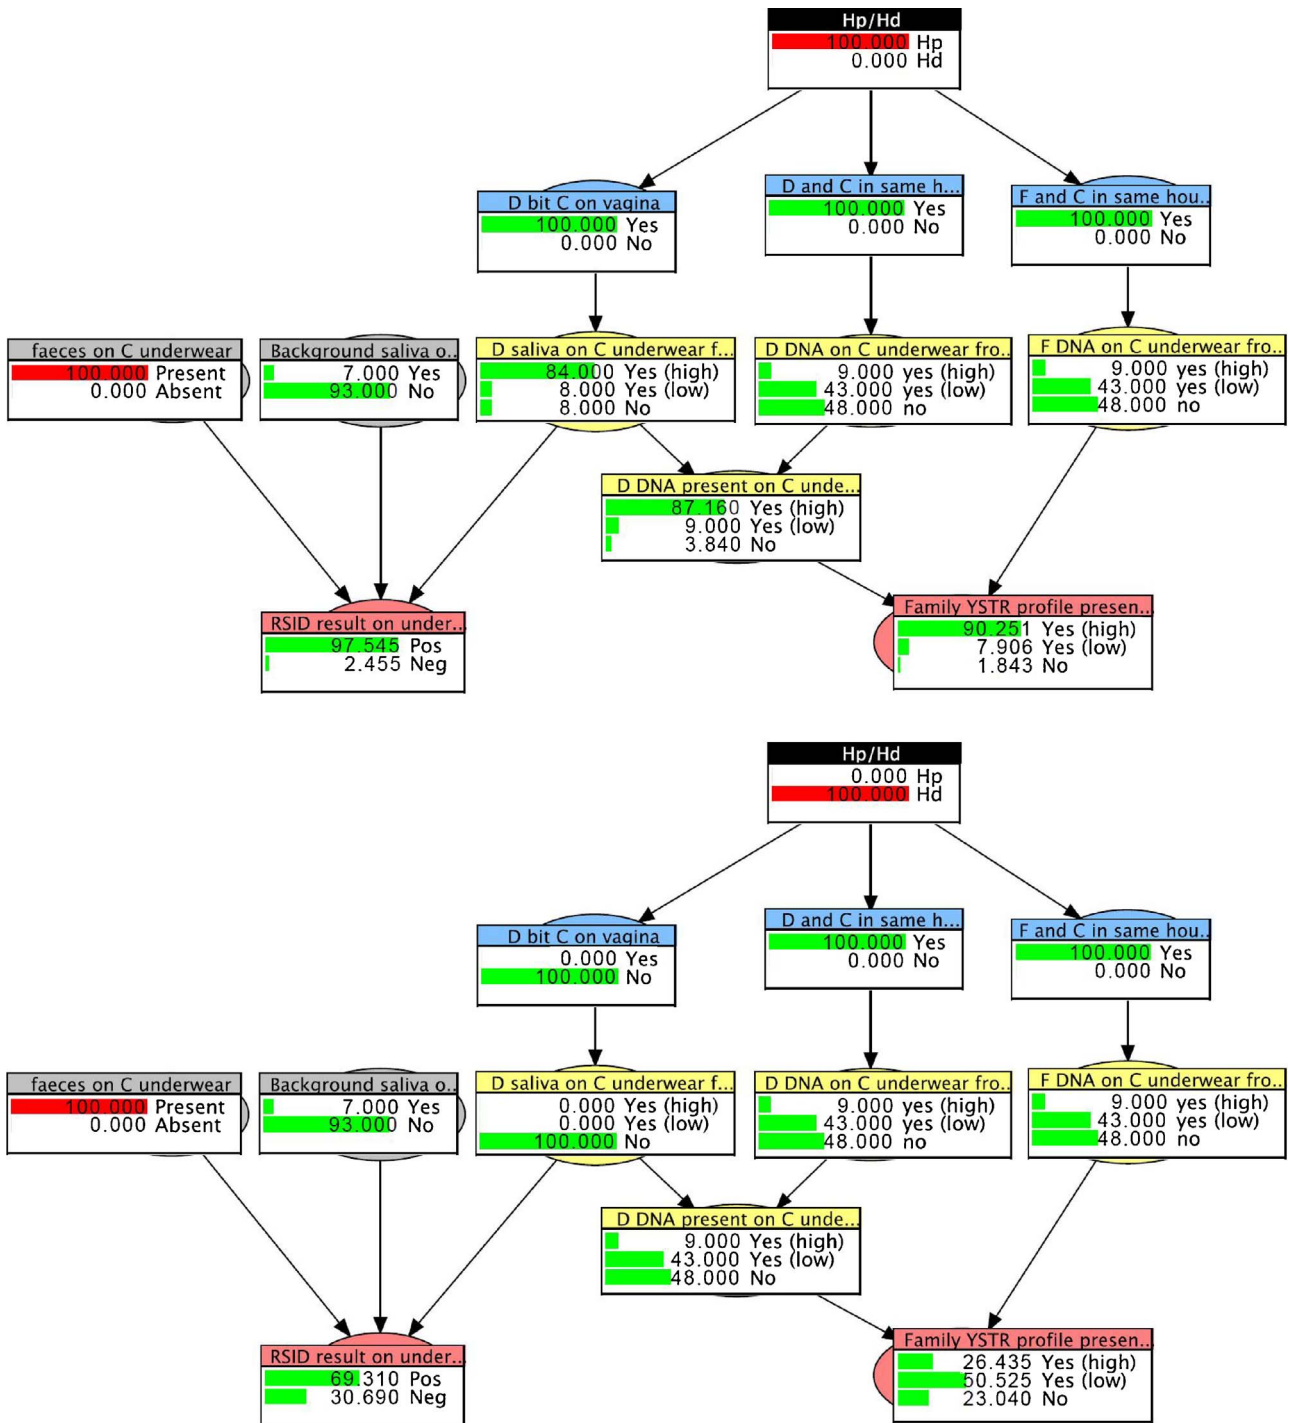 Hp/Hd
100.000 Hp
0.000 Hd
D bit C on vagina
100.000 Yes
0.000 No
D and C in same h...
100.000 Yes
0.000 No
F and C in same hou..
100.000 Yes
0.000 No
faeces on C underwear
100.000 Present
0.000 Absent
Background saliva o..
7.000 Yes
93.000 No
D saliva on C underwear f...
84.000 Yes (high)
8.000 Yes (low)
8.000 No
D DNA on C underwear fro...
9.000 yes (high)
43.000 yes (low)
48.000 no
F DNA on C underwear fro...
9.000 yes (high)
43.000 yes (low)
48.000 no
D DNA present on C unde...
87.160 Yes (high)
9.000 Yes (low)
3.840 No
RSID result on under...
97.545 Pos
2.455 Neg
Family YSTR profile presen...
90.251 Yes (high)
7.906 Yes (low)
1.843 No
Hp/Hd
0.000 Hp
100.000 Hd
D bit C on vagina
0.000 Yes
100.000 No
D and C in same h...
100.000 Yes
0.000 No
F and C in same hou..
100.000 Yes
0.000 No
faeces on C underwear
100.000 Present
0.000 Absent
Background saliva o..
7.000 Yes
93.000 No
D saliva on C underwear f...
0.000 Yes (high)
0.000 Yes (low)
100.000 No
D DNA on C underwear fro...
9.000 yes (high)
43.000 yes (low)
48.000 no
F DNA on C underwear fro...
9.000 yes (high)
43.000 yes (low)
48.000 no
D DNA present on C unde...
9.000 Yes (high)
43.000 Yes (low)
48.000 No
RSID result on under...
69.310 Pos
30.690 Neg
Family YSTR profile presen...
26.435 Yes (high)
50.525 Yes (low)
23.040 No